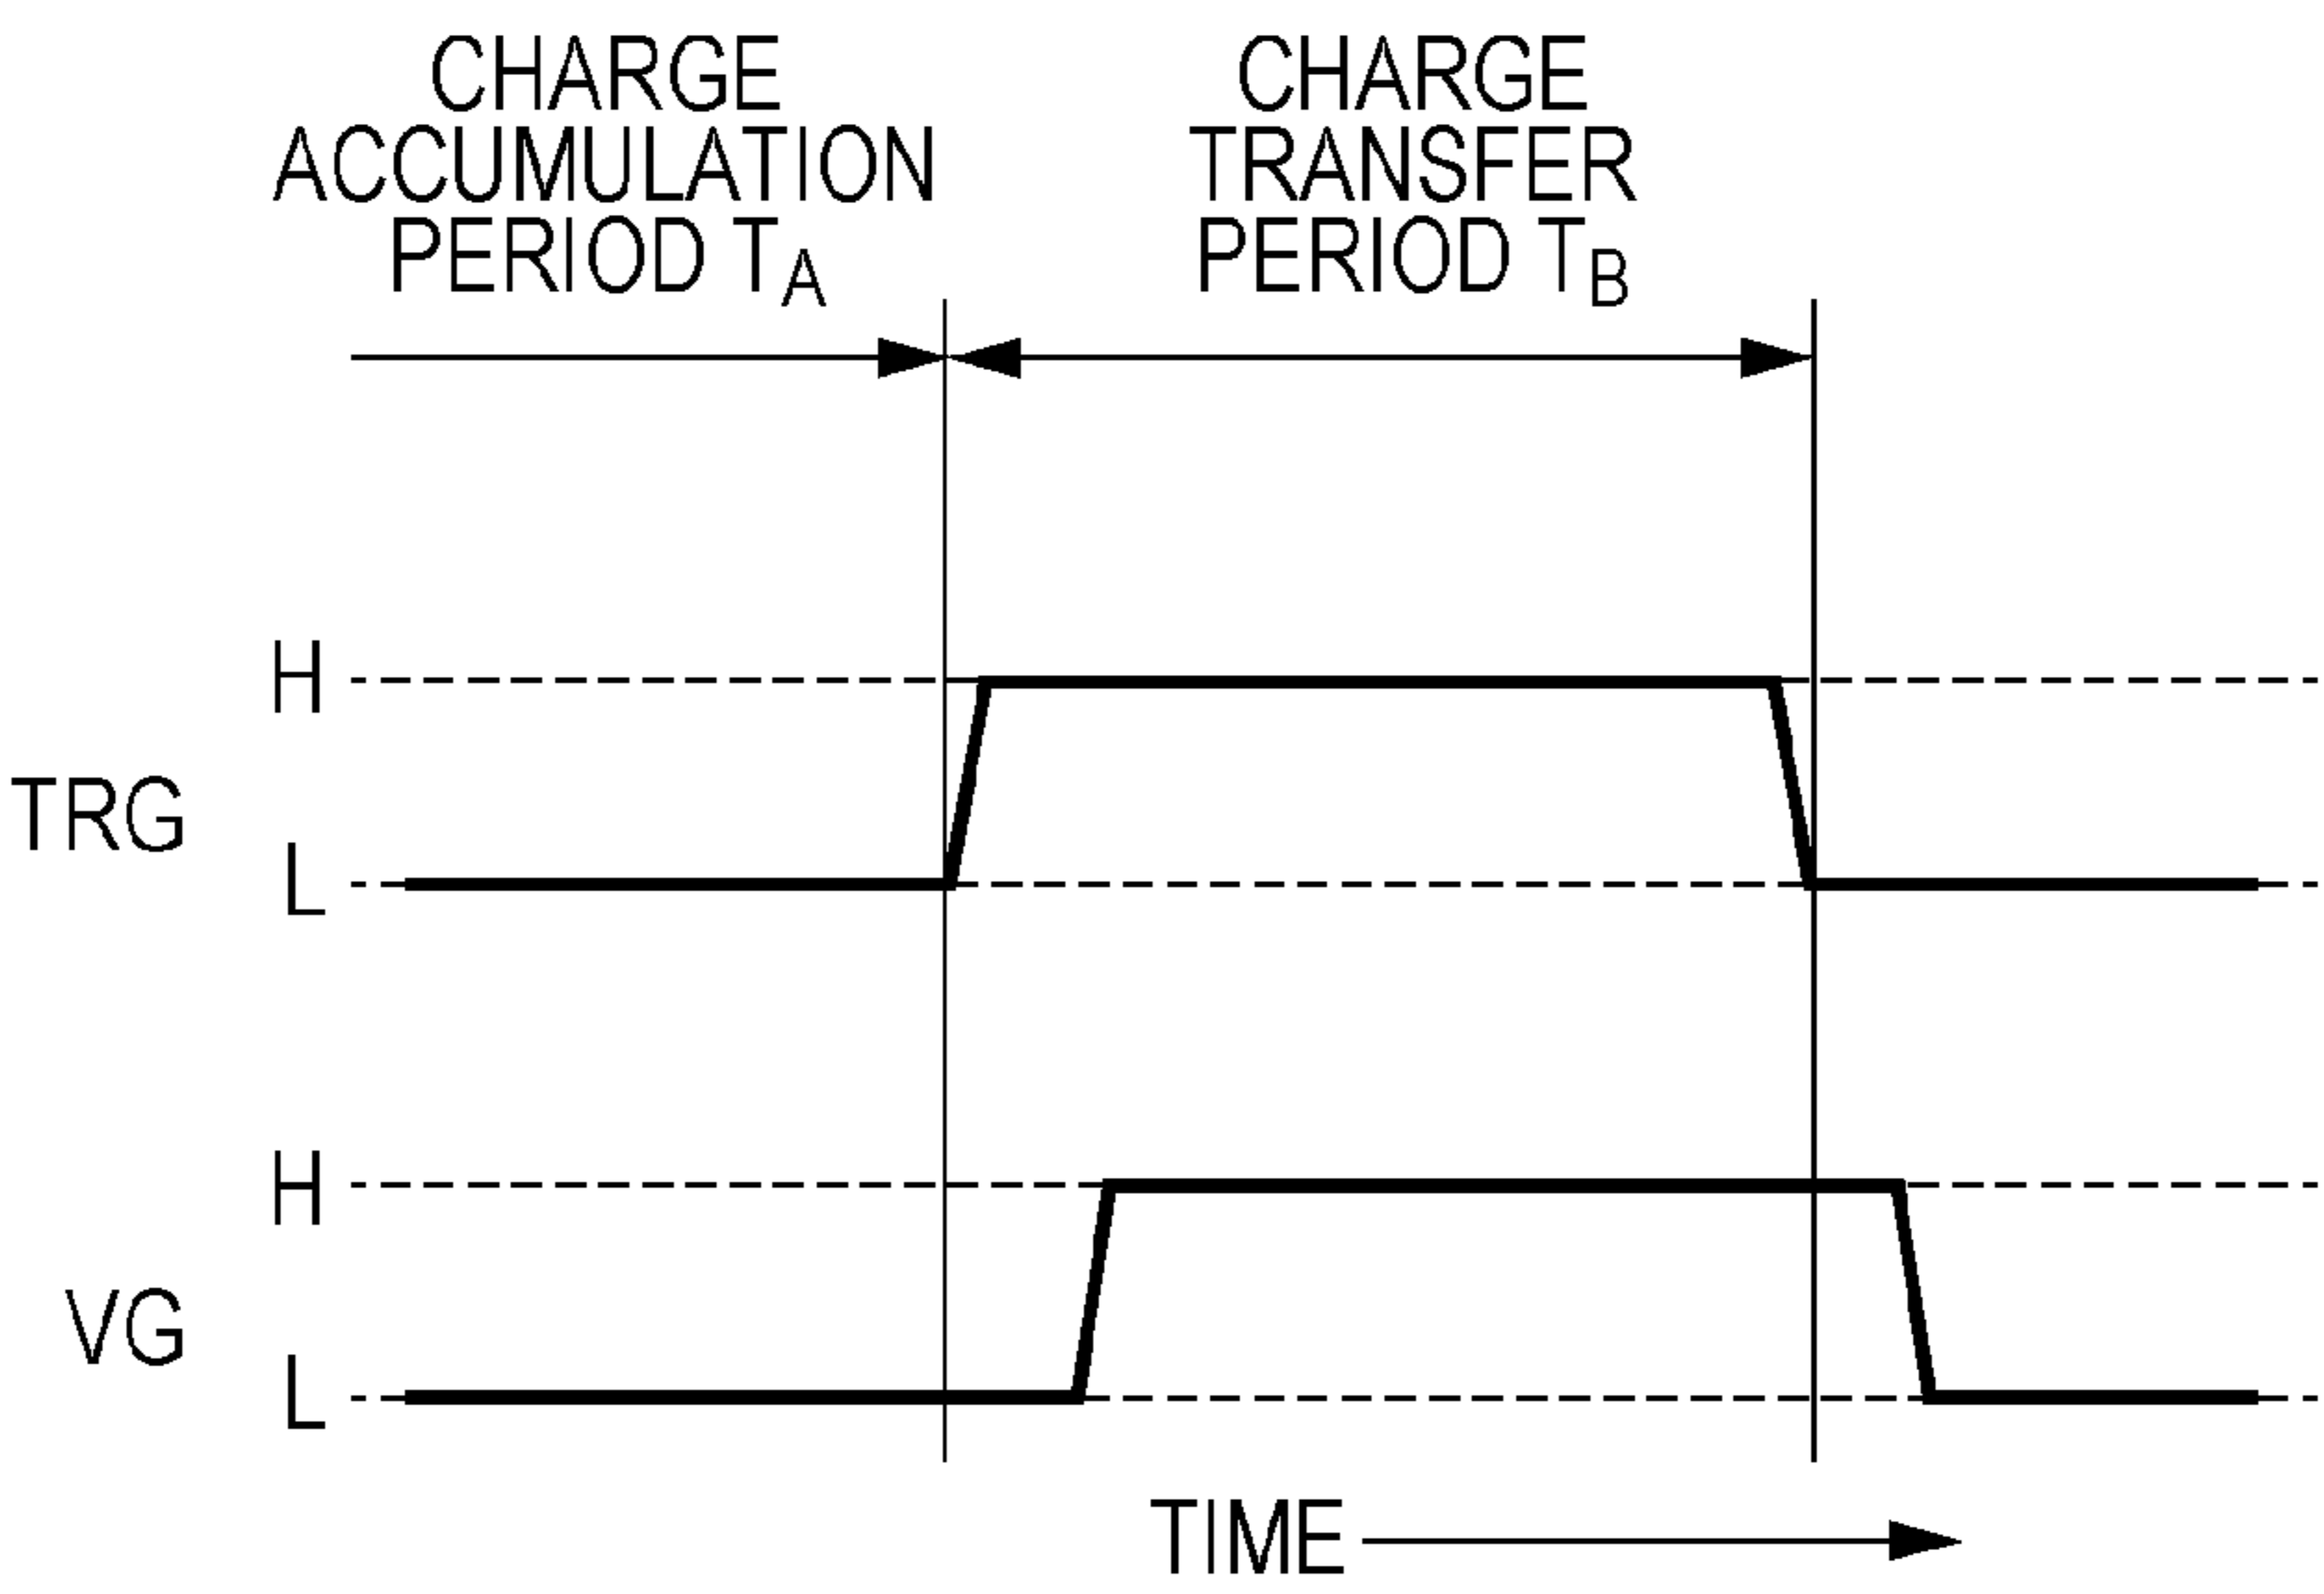 CHARGE
ACCUMULATION
PERIOD TA
CHARGE
TRANSFER
PERIOD TB
H
TRG
L
H
VG
L
TIME